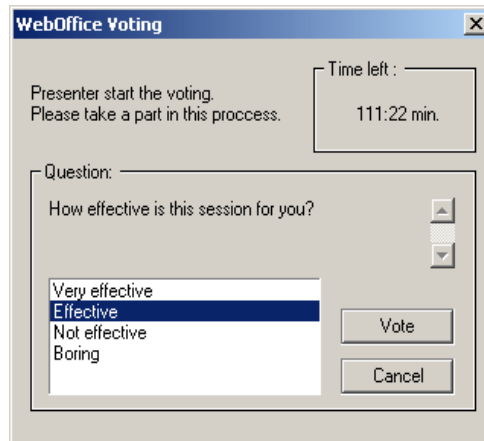 WebOffice Voting
Time left :
Presenter start the voting.
Please take a part in this proccess.
111:22 min.
Question:
How effective is this session for you?
Very effective
Effective
Not effective
Boring
Vote
Cancel